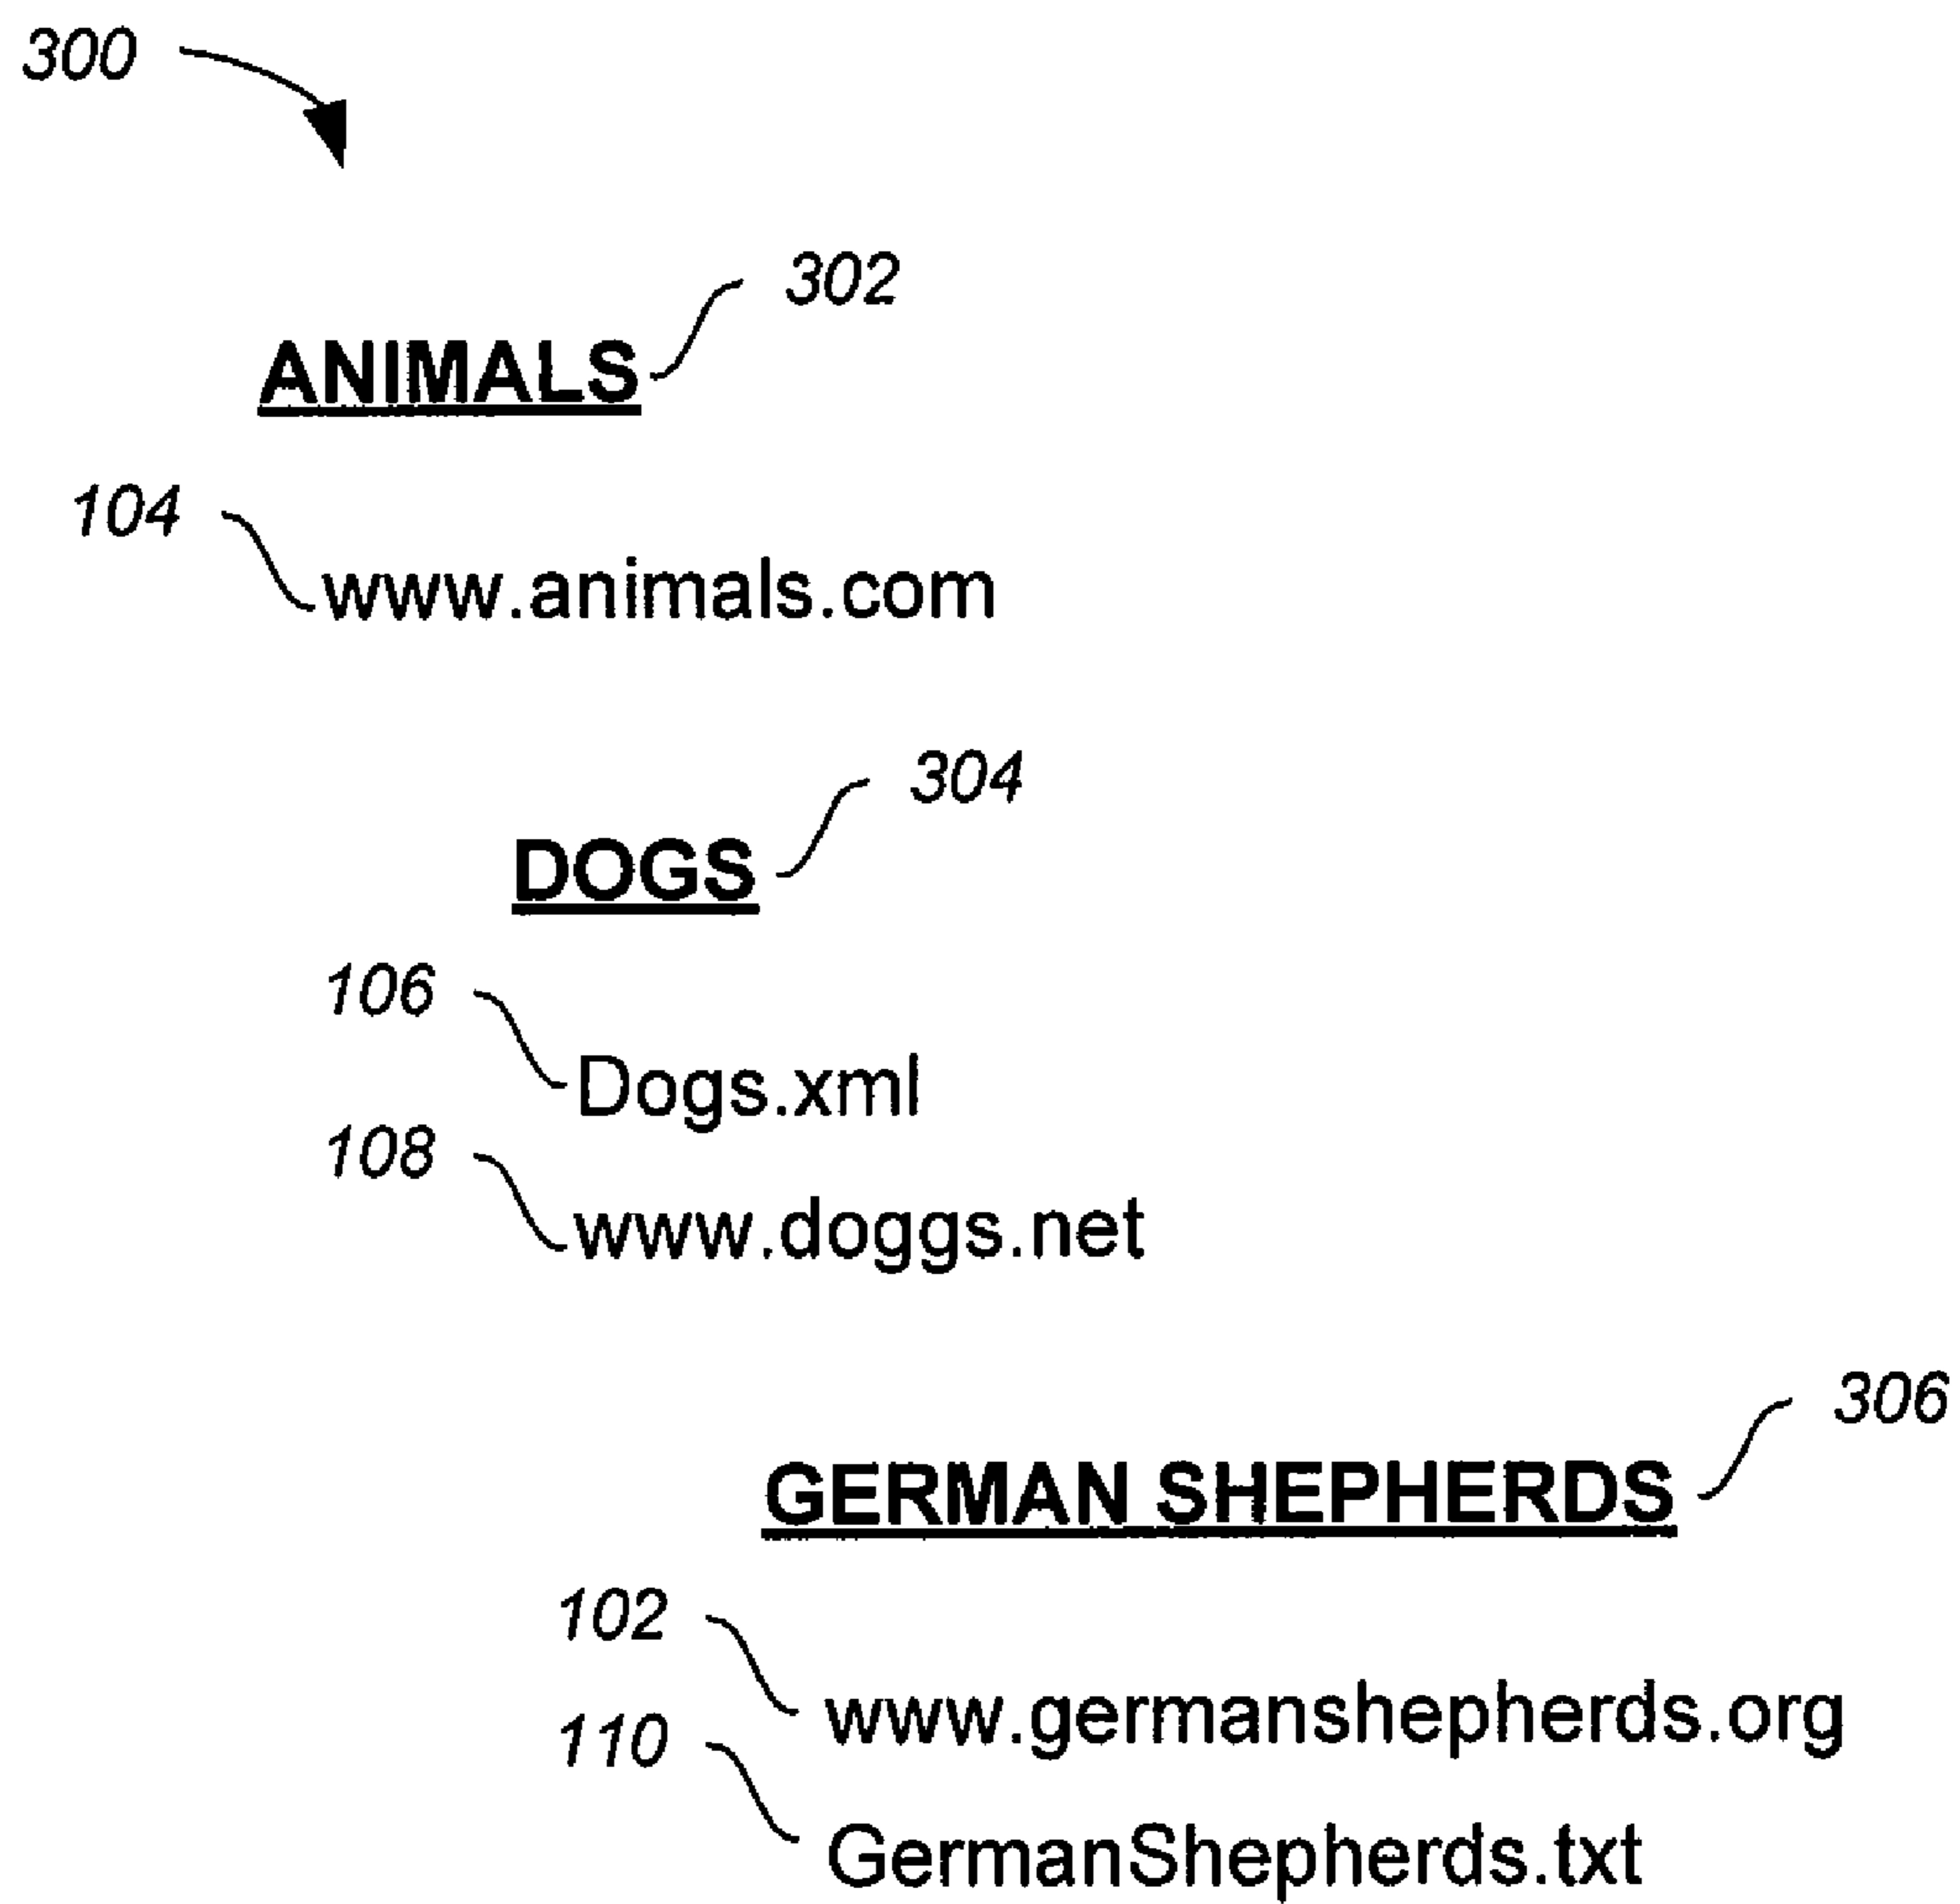 300
302
ANIMALS
104
www.animals.com
304
DOGS
106
Dogs.xml
108
www.doggs.net
306
GERMAN SHEPHERDS
102
www.germanshepherds.org
110
GermanShepherds.txt